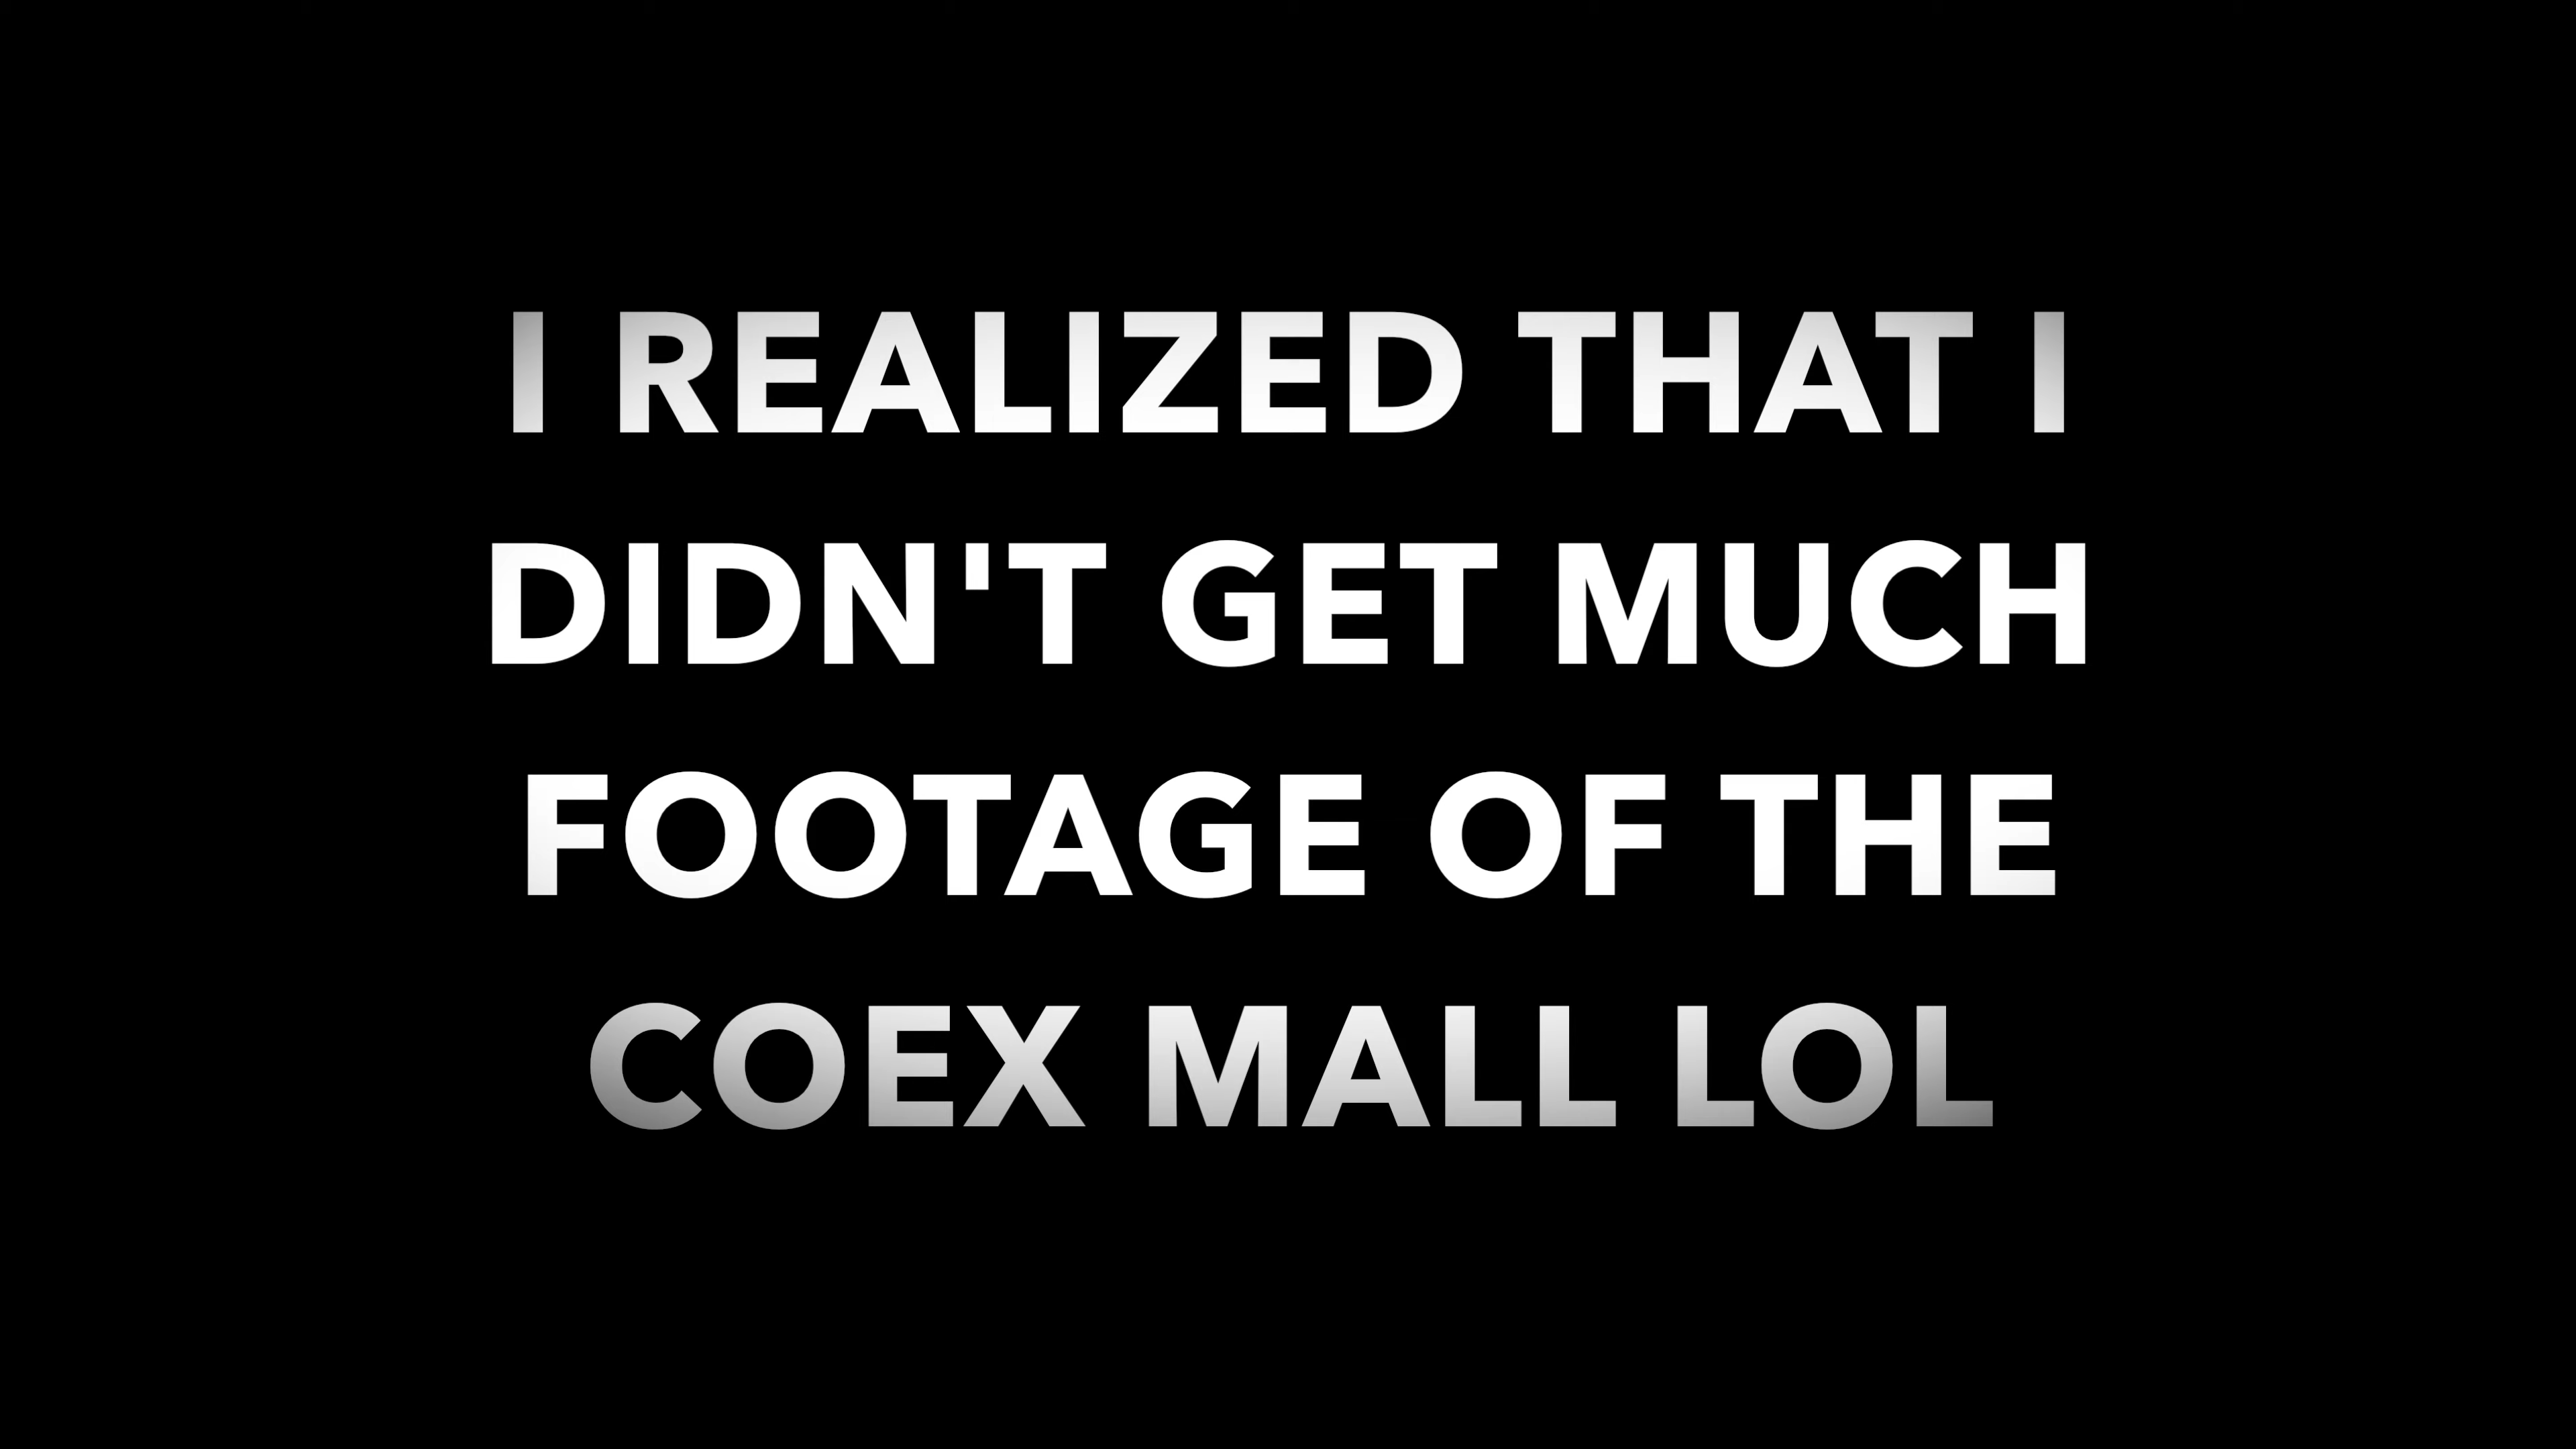 I REALIZED THAT I
DIDN'T GET MUCH
FOOTAGE OF THE
COEX MALL LOL